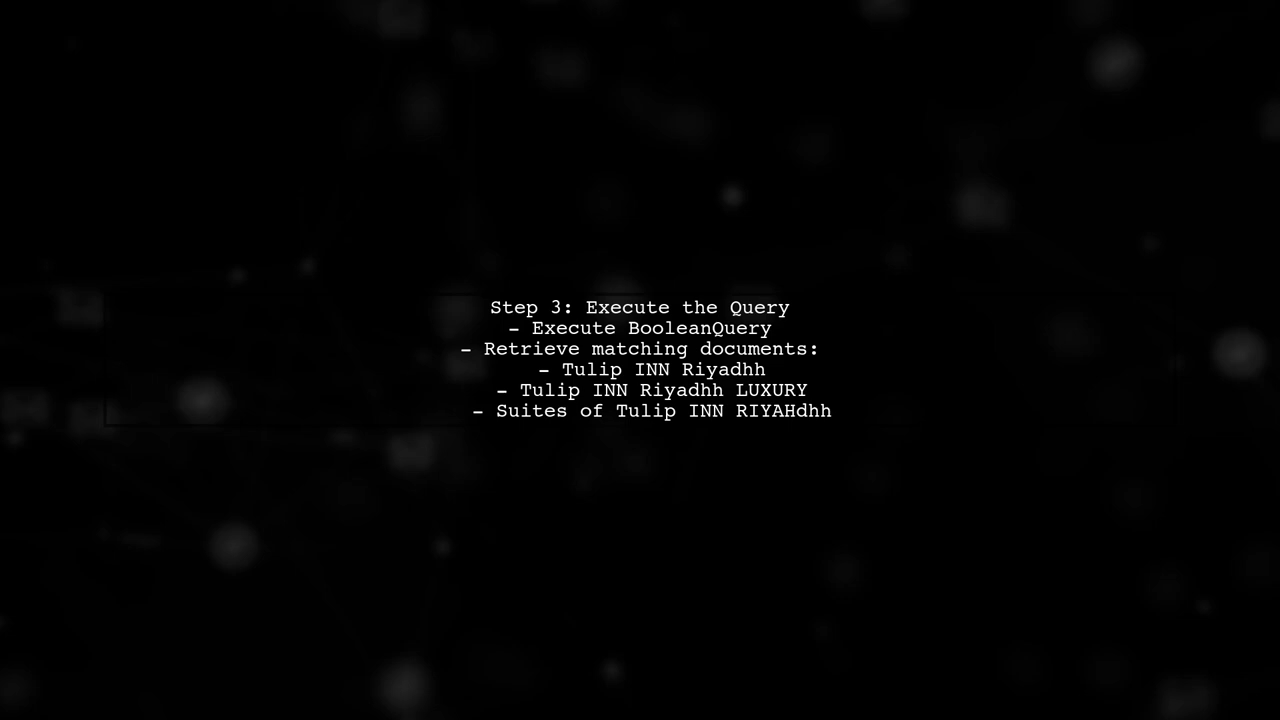 Step 3: Execute the Query
- Execute BooleanQuery
- Retrieve matching documents:
- Tulip INN Riyadhh
- Tulip INN Riyadhh LUXURY
- Suites of Tulip INN RIYAHdhh